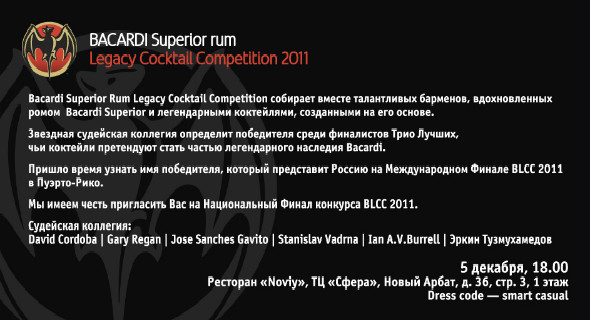 BACARDI Superior rum
Legacy Cocktail Competition 2011
Bacardi Superior Rum Legacy Cocktail Competition собирает вместе талантливых барменов, вдохновленных
ромом Bacardi Superior и легендарными коктейлями, созданными на его основе.
Звездная судейская коллегия определит победителя среди финалистов Трио Лучших,
чьи коктейли претендуют стать частью легендарного наследия Bacardi.
Пришло время узнать имя победителя, который представит Россию на Международном Финале BLCC 2011
в Пуэрто-Рико.
Мы имеем честь пригласить Вас на Национальный Финал конкурса BLCC 2011.
Судейская коллегия:
David Cordoba | Gary Regan | Jose Sanches Gavito | Stanislav Vadrna | Ian A.V.Burrell | Эркин Тузмухамедов
5 декабря, 18.00
Ресторан «Noviy», ТЦ «Сфера», Новый Арбат, д. 36, стр. 3, 1 этаж
Dress code — smart casual